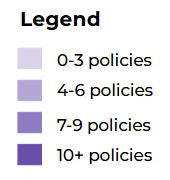 Legend
0-3 policies
4-6 policies
7-9 policies
10+ policies